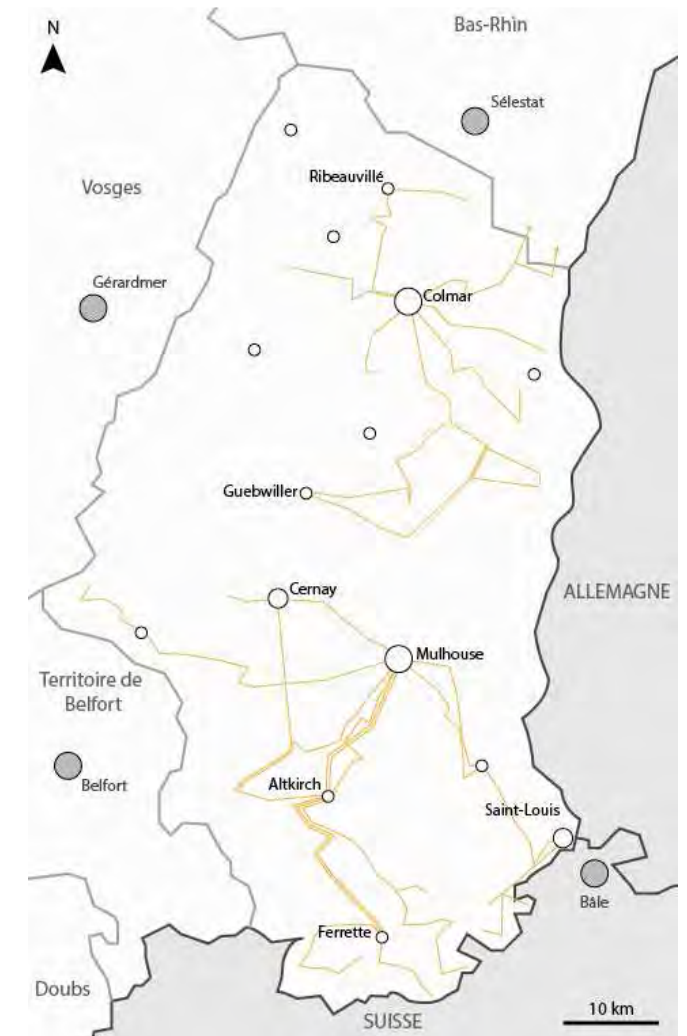 N
Bas-Rhin
Sélestat
Vosges
Ribeauvillé
Gérardmer
Colmar
Guebwiller
Cernay
ALLEMAGNE
Mulhouse
Territoire de
Belfort
Belfort
Altkirch
Saint-Louis
Bâle
Ferrette
Doubs
10 km
SUISSE